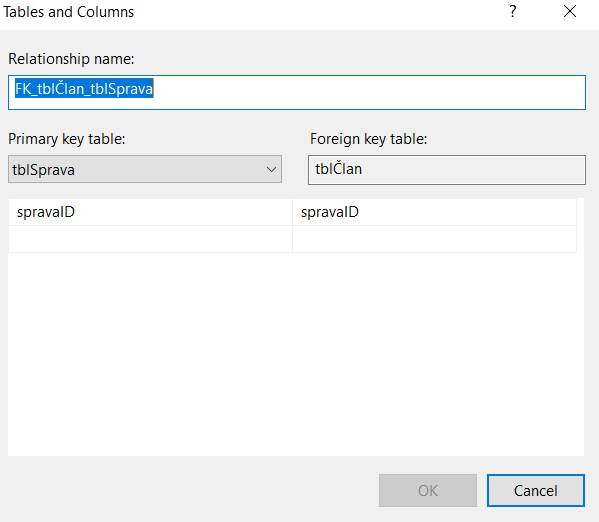 Tables and Columns
?
Relationship name:
FK_tblČlan_tblSprava
Primary key table:
Foreign key table:
tblSprava
tblČlan
spravaID
spravaID
OK
Cancel